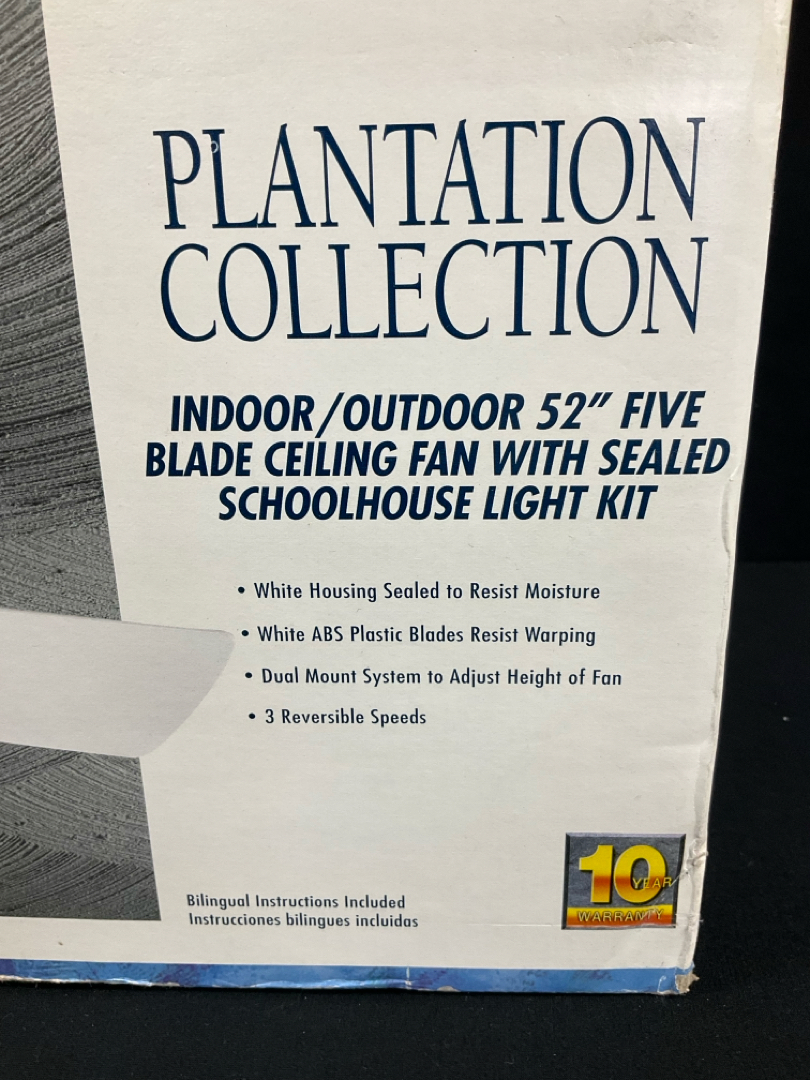 PLANTATION
COLLECTION
INDOOR/OUTDOOR 52" FIVE
BLADE CEILING FAN WITH SEALED
SCHOOLHOUSE LIGHT KIT
• White Housing Sealed to Resist Moisture
• White ABS Plastic Blades Resist Warping
• Dual Mount System to Adjust Height of Fan
• 3 Reversible Speeds
Bilingual Instructions Included
Instrucciones bilingues incluidas
10
YEAR
WARRANTY